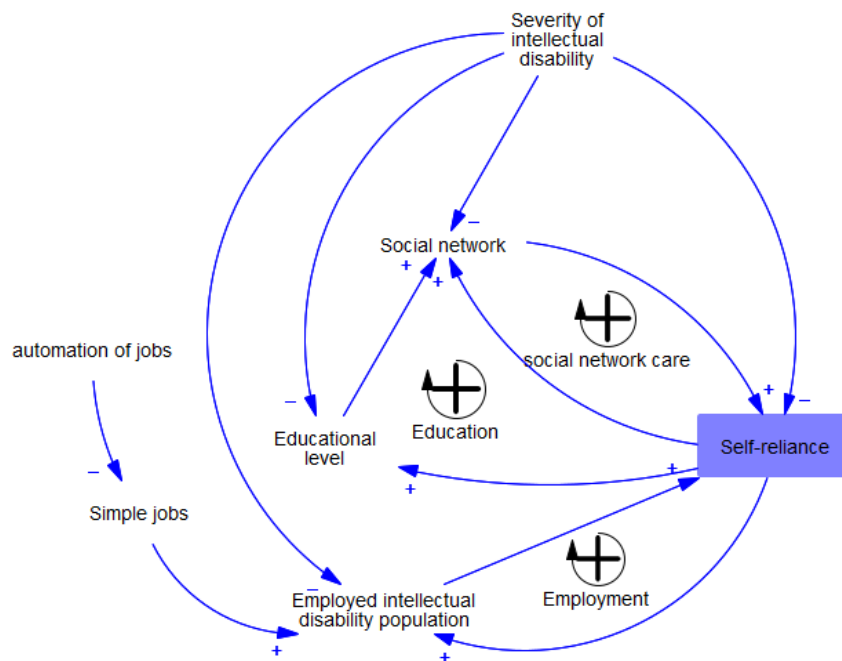 Severity of
intellectual
disability
Social network
automation of jobs
social network care
Education
Educational
level
Self-reliance
Simple jobs
Employed intellectual
disability population
Employment